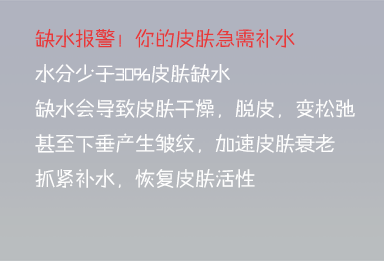 缺水报警！你的皮肤急需补水
水分少于30%皮肤缺水
缺水会导致皮肤干燥，脱皮，变松弛
甚至下垂产生皱纹，加速皮肤衰老
抓紧补水，恢复皮肤活性